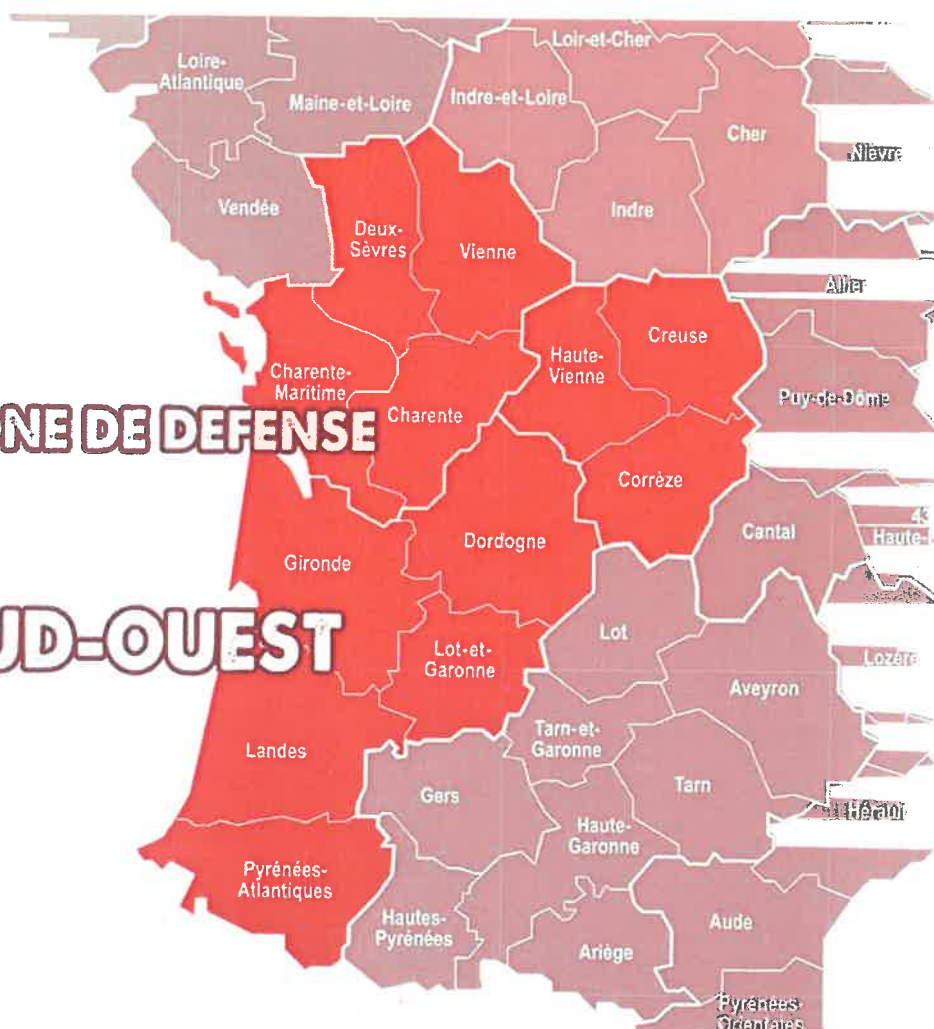 Loir-et-Cher
Loire-
Atlantique
Maine-et-Loire
Indre-et-Loire
Cher
Nièvre
Vendée
Indre
Deux-
Sèvres
Vienne
Allier
Creuse
Haute-
Vienne
Charente-
Maritime
Puy-de-Dôme
Charente
NE DE DEFENSE
Corrèze
43
Haute-
Cantal
Dordogne
Gironde
UD-OUEST
Lot
Lot-et-
Garonne
Lozère
Aveyron
Tarn-et-
Garonne
Landes
Tarn
Gers
Hérau
Haute-
Garonne
Pyrénées-
Atlantiques
Hautes-
Pyrénées
Aude
Ariège
Pyrénées-
Orientales